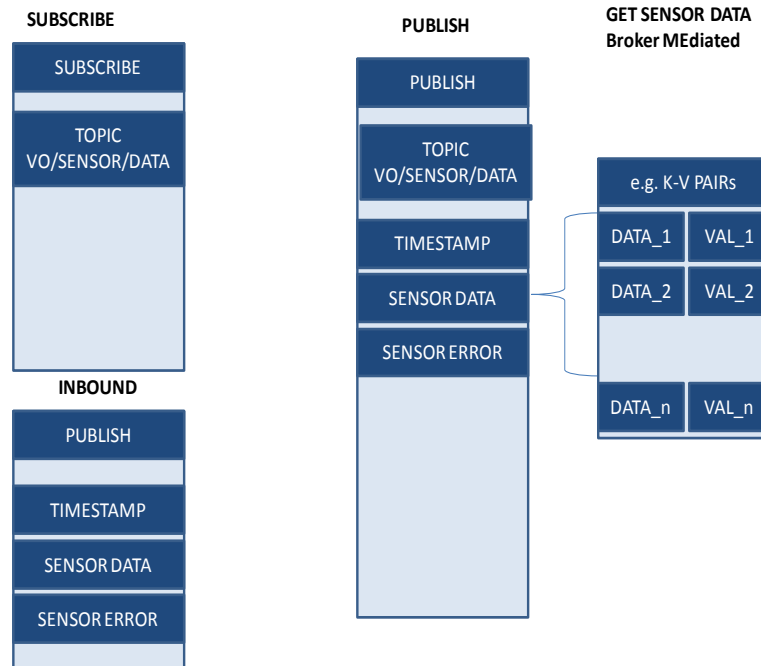 SUBSCRIBE
SUBSCRIBE
TOPIC
VO/SENSOR/DATA
INBOUND
PUBLISH
TIMESTAMP
SENSOR DATA
SENSOR ERROR
PUBLISH
PUBLISH
TOPIC
VO/SENSOR/DATA
TIMESTAMP
SENSOR DATA
SENSOR ERROR
GET SENSOR DATA
Broker MEdiated
e.g. K-V PAIRs
DATA_1 VAL_1
DATA_2 VAL_2
DATA_n VAL_n